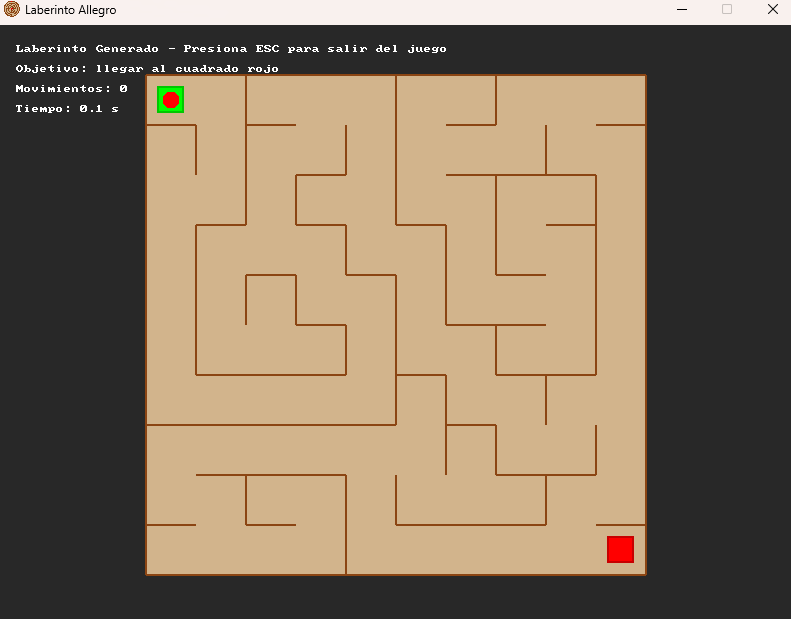 Laberinto Allegro
Laberinto Generado - Presiona ESC para salir del juego
Objetivo: llegar al cuadrado rojo
Movimientos: 0
Tiempo: 0.1 s